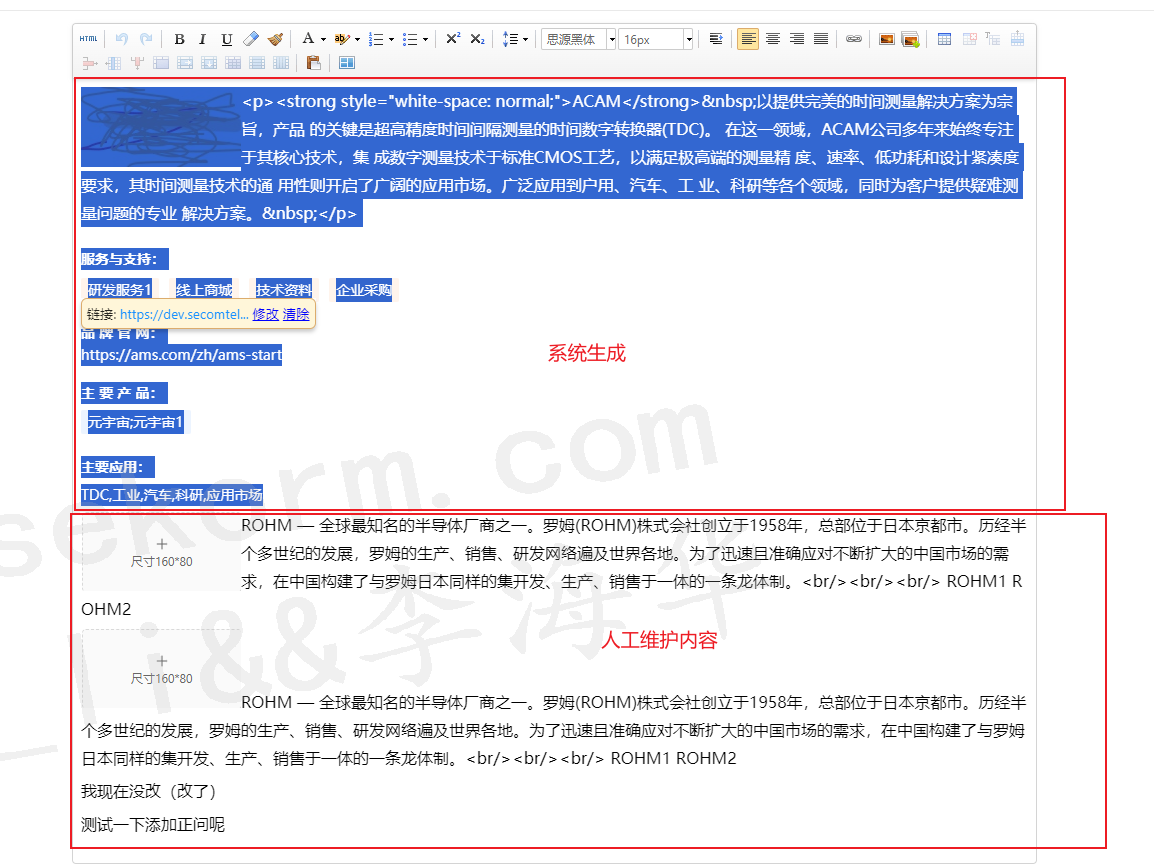 HTML B I U A ab 思源黑体 16px
<p><strong style="white-space: normal;">ACAM</strong>&nbsp;以提供完美的时间测量解决方案为宗
旨，产品 的关键是超高精度时间间隔测量的时间数字转换器(TDC)。 在这一领域，ACAM公司多年来始终专注
于其核心技术，集 成数字测量技术于标准CMOS工艺，以满足极高端的测量精 度、速率、低功耗和设计紧凑度
要求，其时间测量技术的通 用性则开启了广阔的应用市场。广泛应用到户用、汽车、工 业、科研等各个领域，同时为客户提供疑难测
量问题的专业 解决方案。&nbsp;</p>
服务与支持：
研发服务1 线上商城 技术资料 企业采购
链接: https://dev.secomtel... 修改 清除
品 牌 官 网：
https://ams.com/zh/ams-start
系统生成
主 要 产 品：
元宇宙;元宇宙1
主要应用：
TDC,工业,汽车,科研,应用市场
sekorm.com
ROHM — 全球最知名的半导体厂商之一。罗姆(ROHM)株式会社创立于1958年，总部位于日本京都市。历经半
+
尺寸160*80
个多世纪的发展，罗姆的生产、销售、研发网络遍及世界各地。为了迅速且准确应对不断扩大的中国市场的需
求，在中国构建了与罗姆日本同样的集开发、生产、销售于一体的一条龙体制。<br/><br/><br/> ROHM1 R
OHM2
li&&李海华
人工维护内容
+
尺寸160*80
ROHM — 全球最知名的半导体厂商之一。罗姆(ROHM)株式会社创立于1958年，总部位于日本京都市。历经半
个多世纪的发展，罗姆的生产、销售、研发网络遍及世界各地。为了迅速且准确应对不断扩大的中国市场的需求，在中国构建了与罗姆
日本同样的集开发、生产、销售于一体的一条龙体制。<br/><br/><br/> ROHM1 ROHM2
我现在没改（改了）
测试一下添加正问呢